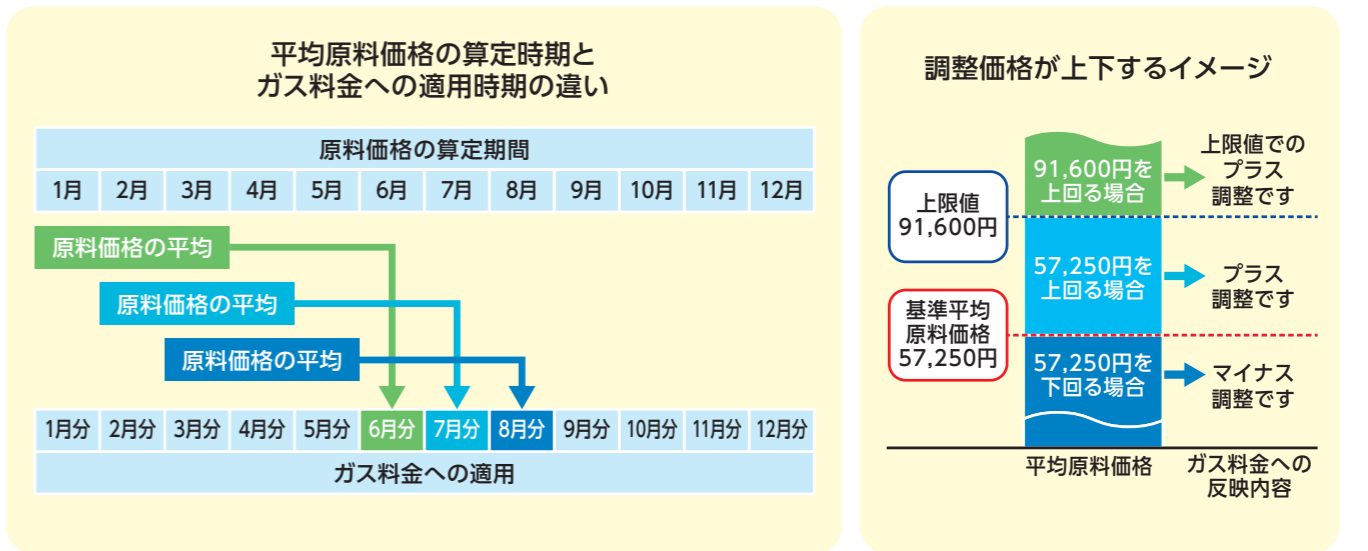 平均原料価格の算定時期と
ガス料金への適用時期の違い
原料価格の算定期間
1月 2月 3月 4月 5月 6月 7月 8月 9月 10月 11月 12月
原料価格の平均
原料価格の平均
原料価格の平均
1月分 2月分 3月分 4月分 5月分 6月分 7月分 8月分 9月分 10月分 11月分 12月分
ガス料金への適用
調整価格が上下するイメージ
上限値
91,600円
基準平均
原料価格
57,250円
91,600円を
上回る場合
上限値での
プラス
調整です
57,250円を
上回る場合
プラス
調整です
57,250円を
下回る場合
マイナス
調整です
平均原料価格
ガス料金への
反映内容